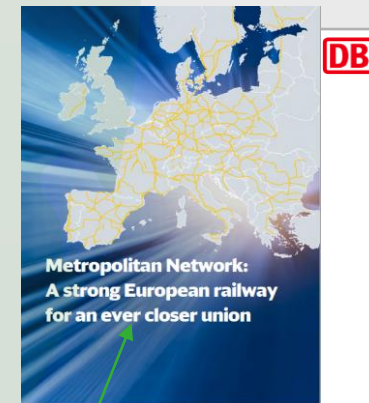 DB
Metropolitan Network:
A strong European railway
for an ever closer union